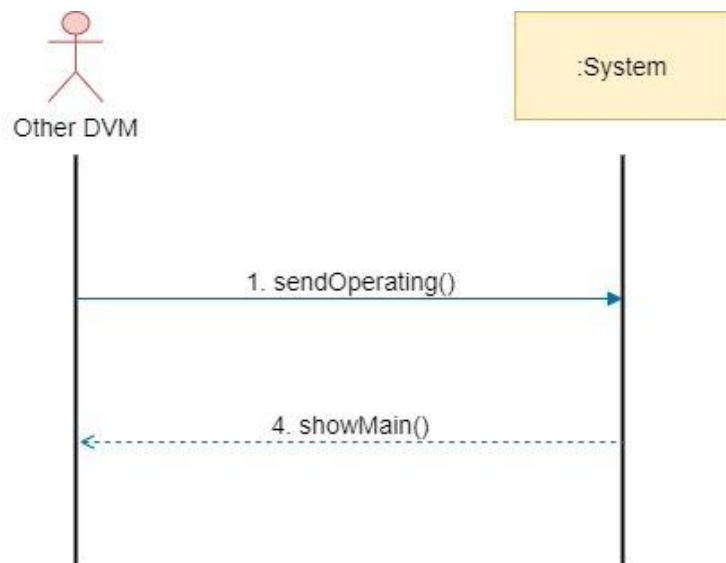 :System
Other DVM
1. sendOperating()
4. showMain()